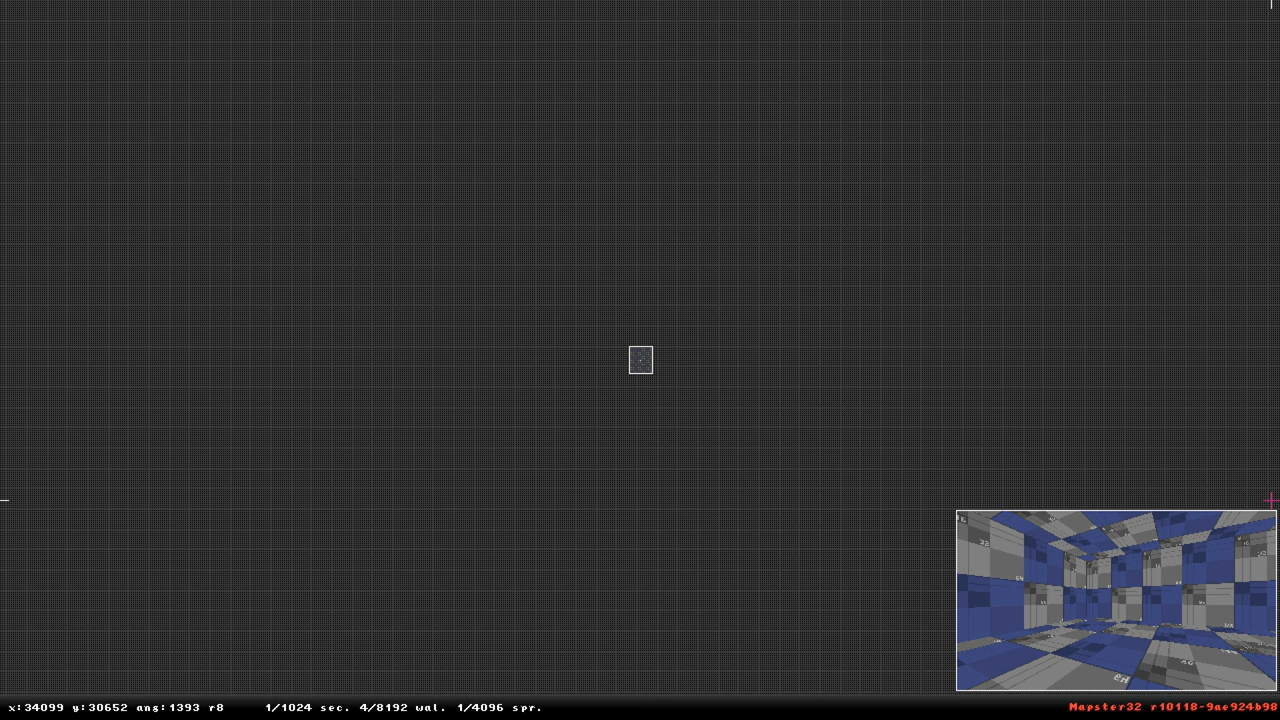 x:34099 y:30652 ang:1393 r8 1/1024 sec. 4/8192 wal. 1/4096 spr.
Mapster32 r10118-9ae924b98